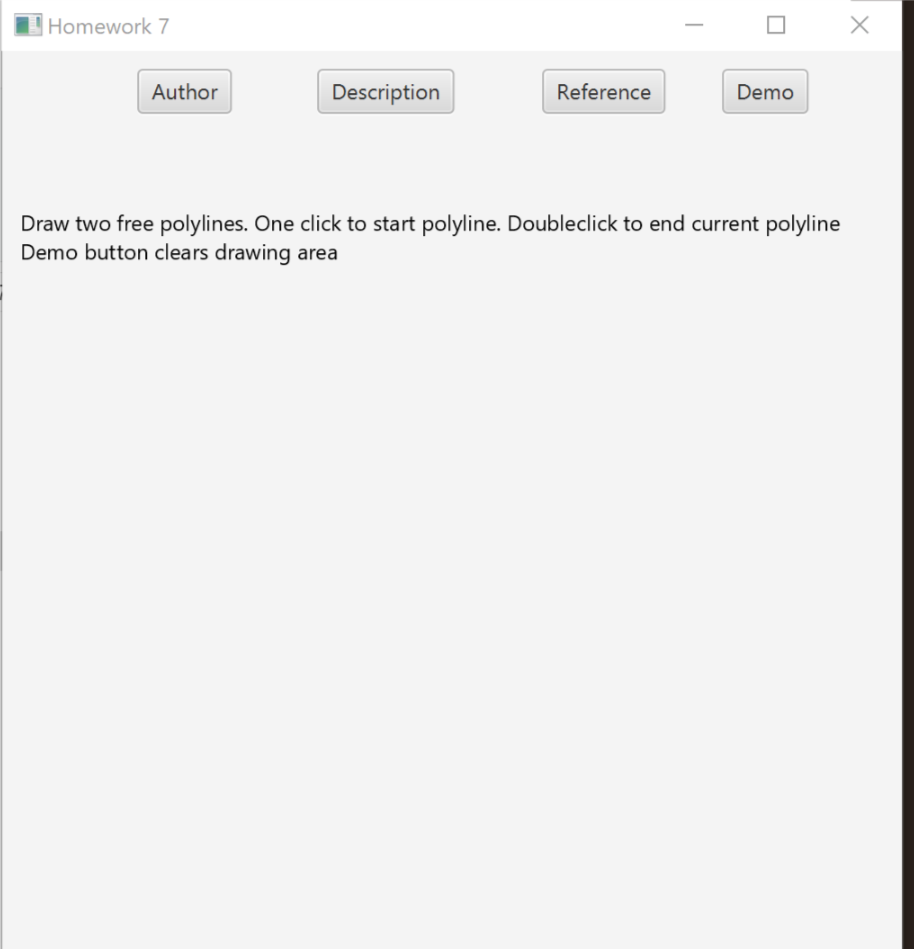 Homework 7
Author Description Reference Demo
Draw two free polylines. One click to start polyline. Doubleclick to end current polyline
Demo button clears drawing area